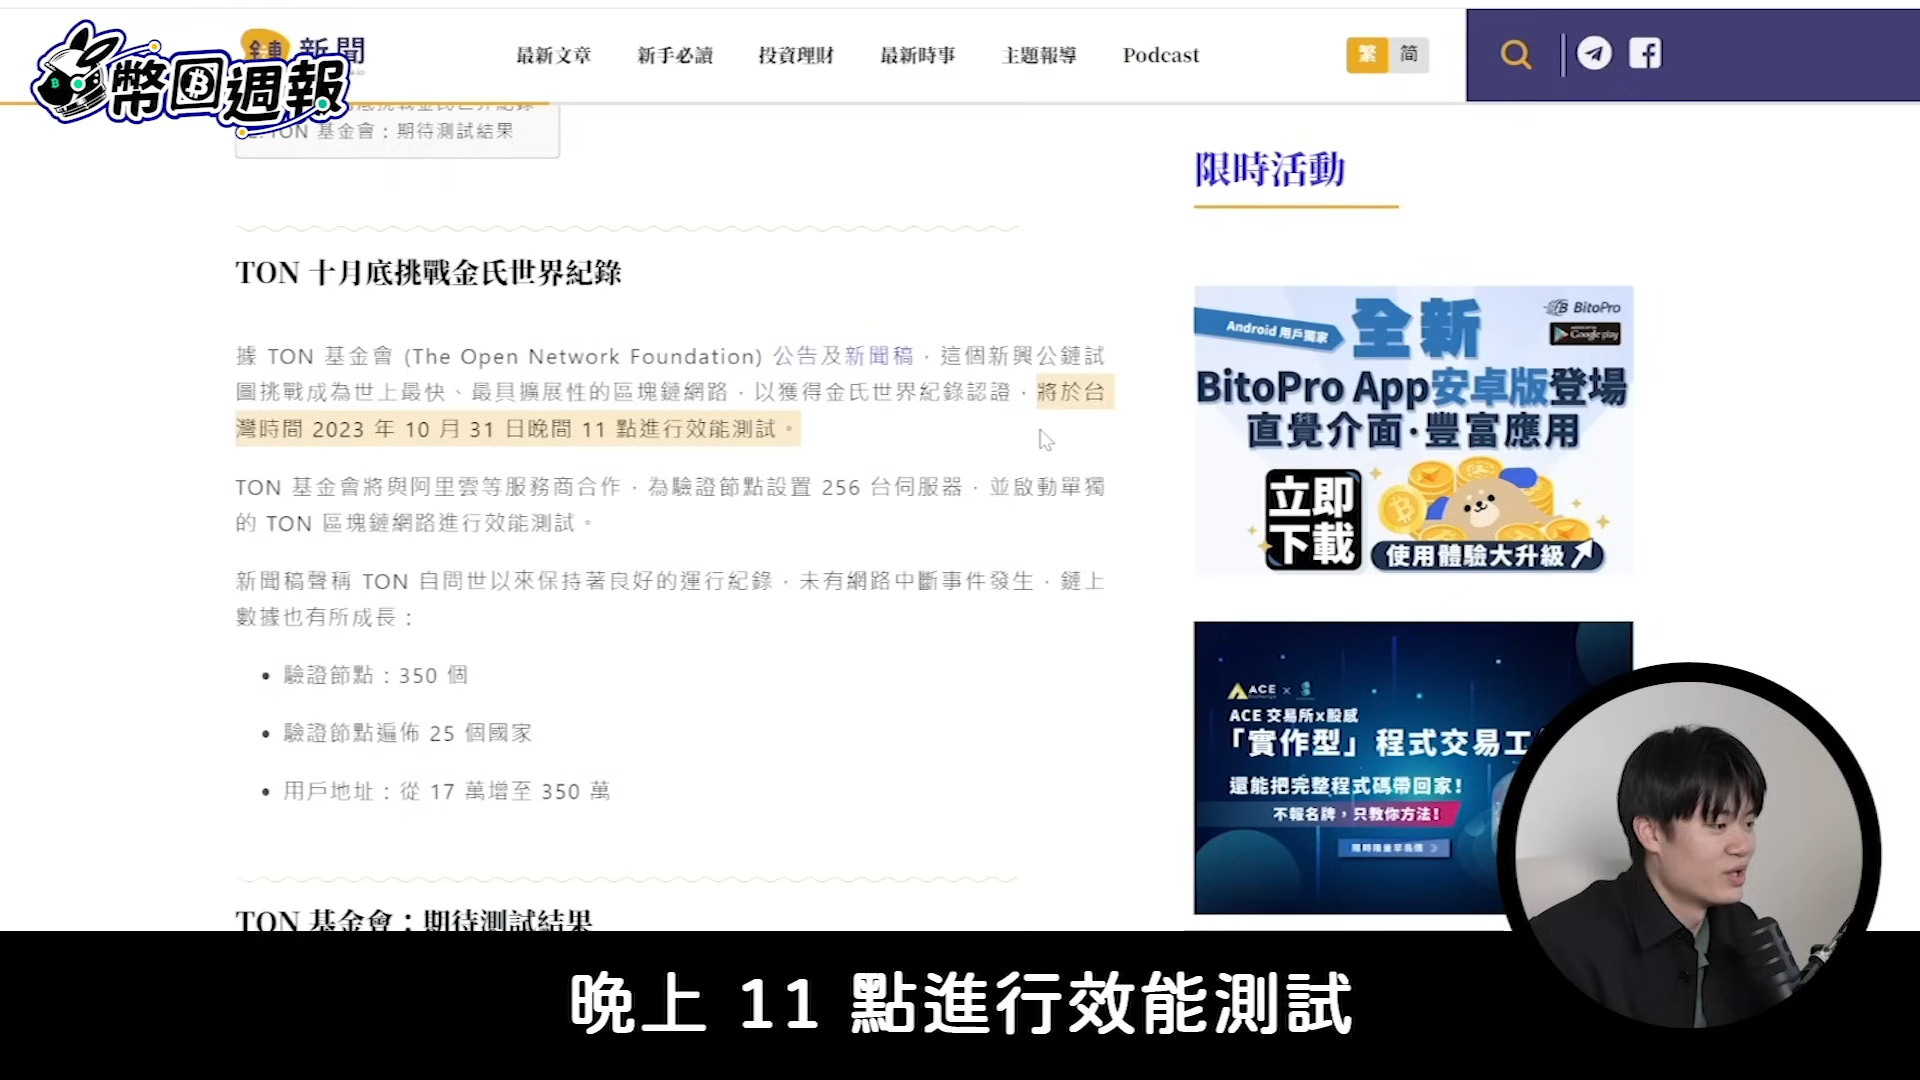 幣圈週報
鏈新聞
最新文章
新手必讀
投資理財
最新時事
主題報導
Podcast
繁
简
TON 基金會：期待測試結果
TON 十月底挑戰金氏世界紀錄
據 TON 基金會 (The Open Network Foundation) 公告及新聞稿，這個新興公鏈試
圖挑戰成為世上最快、最具擴展性的區塊鏈網路，以獲得金氏世界紀錄認證，將於台
灣時間 2023 年 10 月 31 日晚間 11 點進行效能測試。
TON 基金會將與阿里雲等服務商合作，為驗證節點設置 256 台伺服器，並啟動單獨
的 TON 區塊鏈網路進行效能測試。
新聞稿聲稱 TON 自問世以來保持著良好的運行紀錄，未有網路中斷事件發生，鏈上
數據也有所成長：
• 驗證節點：350 個
• 驗證節點遍佈 25 個國家
• 用戶地址：從 17 萬增至 350 萬
TON 基金會：期待測試結果
限時活動
Android 用戶獨家
全新
BitoPro
Google play
BitoPro App安卓版登場
直覺介面·豐富應用
立即
下載
使用體驗大升級
ACE ×
ACE 交易所x股感
「實作型」程式交易工
還能把完整程式碼帶回家！
不報名牌，只教你方法！
晚上 11 點進行效能測試